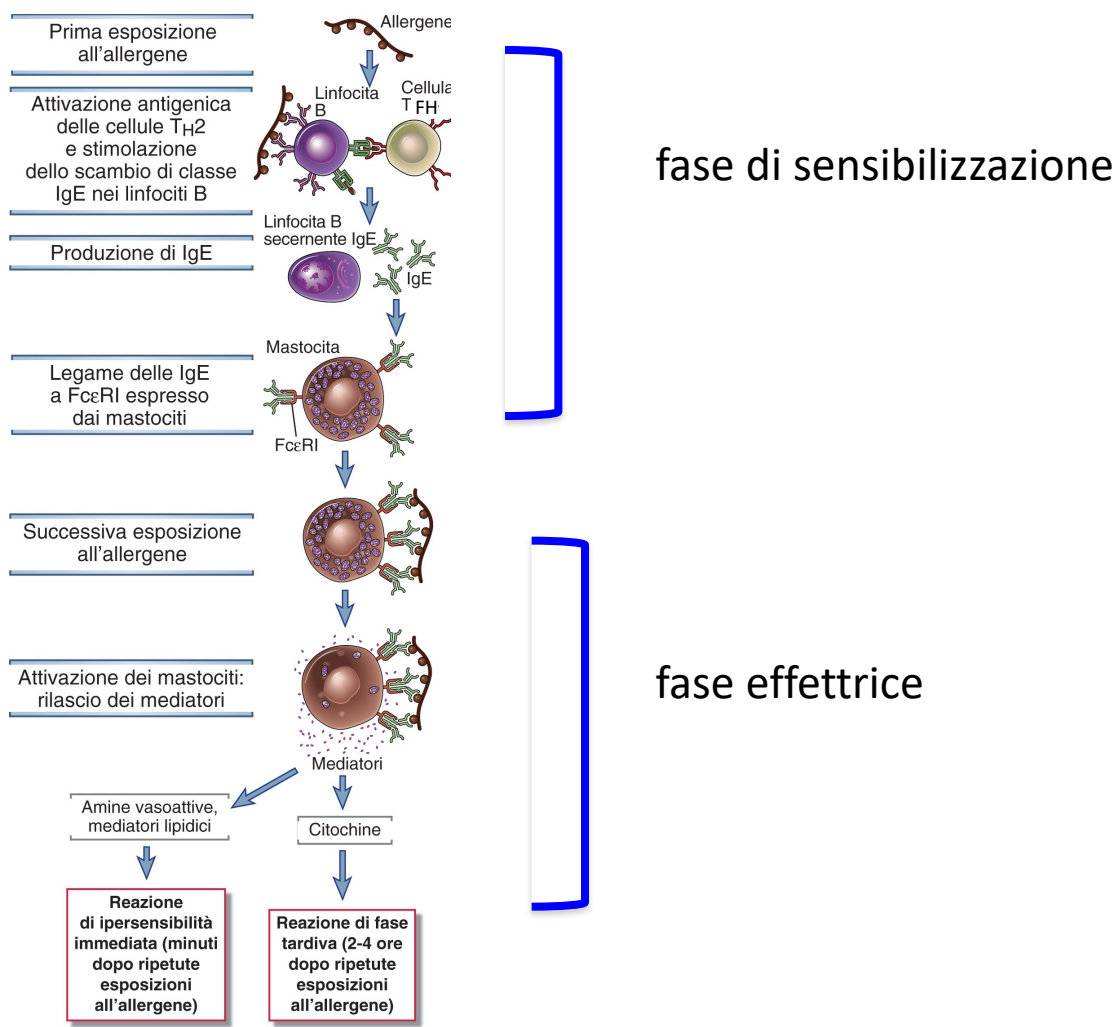 Prima esposizione
all'allergene
Allergene
Attivazione antigenica
delle cellule TH2
e stimolazione
dello scambio di classe
IgE nei linfociti B
Linfocita
B
Cellula
T FH
fase di sensibilizzazione
Produzione di IgE
Linfocita B
secernente IgE
IgE
Legame delle IgE
a FcεRI espresso
dai mastociti
Mastocita
FcεRI
Successiva esposizione
all'allergene
Attivazione dei mastociti:
rilascio dei mediatori
fase effettrice
Mediatori
Amine vasoattive,
mediatori lipidici
Citochine
Reazione
di ipersensibilità
immediata (minuti
dopo ripetute
esposizioni
all'allergene)
Reazione di fase
tardiva (2-4 ore
dopo ripetute
esposizioni
all'allergene)